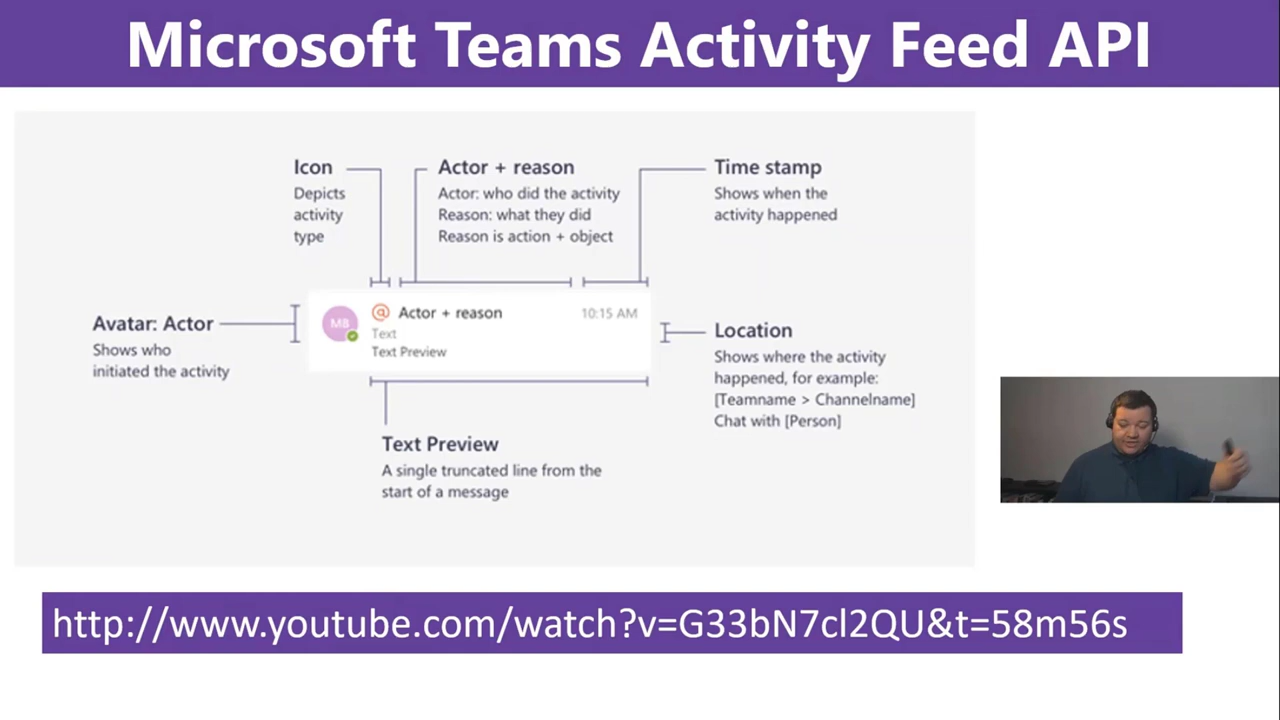 Microsoft Teams Activity Feed API
Icon
Depicts
activity
type
Actor + reason
Actor: who did the activity
Reason: what they did
Reason is action + object
Time stamp
Shows when the
activity happened
Avatar: Actor
Shows who
initiated the activity
MB
@ Actor + reason
10:15 AM
Text
Text Preview
Location
Shows where the activity
happened, for example:
[Teamname > Channelname]
Chat with [Person]
Text Preview
A single truncated line from the
start of a message
http://www.youtube.com/watch?v=G33bN7cl2QU&t=58m56s